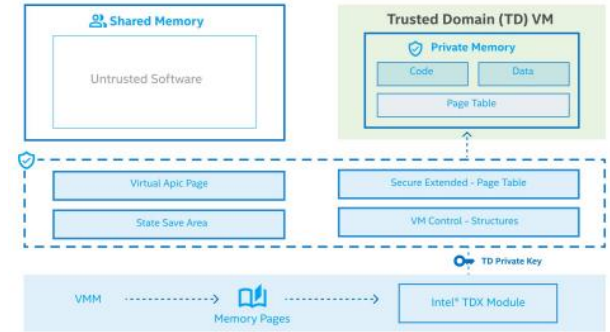 Shared Memory
Untrusted Software
Trusted Domain (TD) VM
Private Memory
Code
Data
Page Table
Virtual Apic Page
Secure Extended - Page Table
State Save Area
VM Control - Structures
TD Private Key
VMM
Memory Pages
Intel® TDX Module